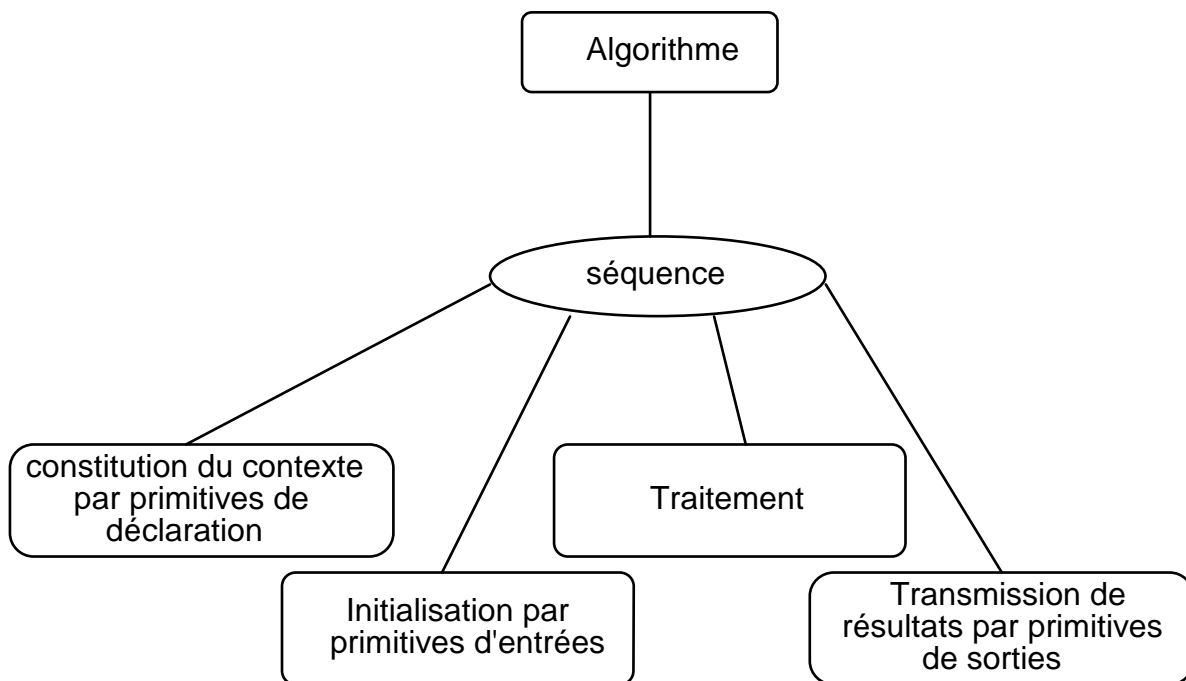 Algorithme
séquence
constitution du contexte
par primitives de
déclaration
Initialisation par
primitives d'entrées
Traitement
Transmission de
résultats par primitives
de sorties